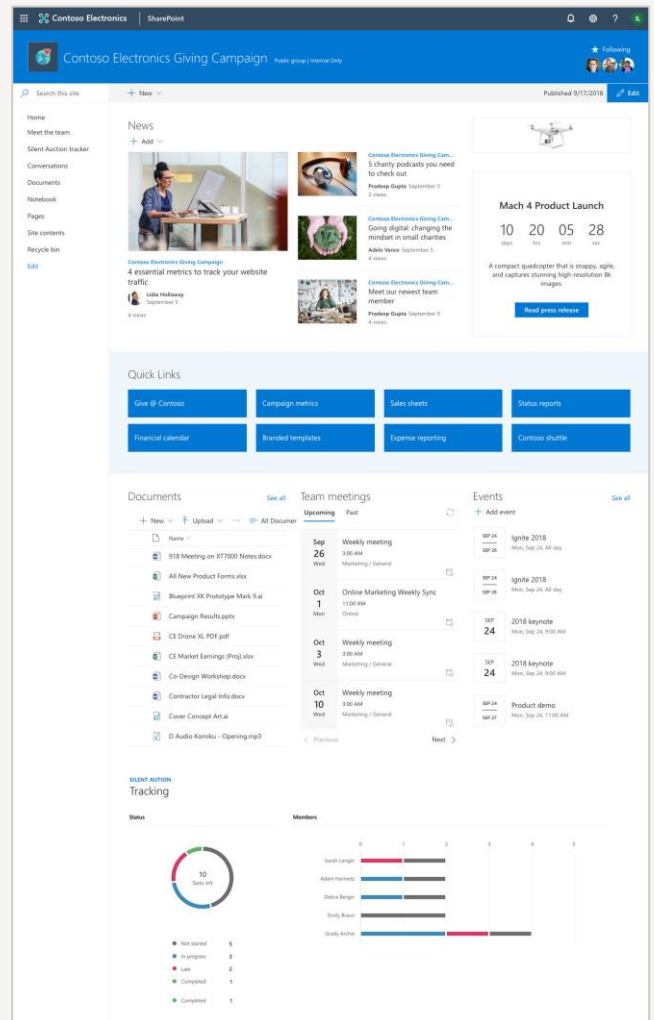 Contoso Electronics SharePoint ? IL
Contoso Electronics Giving Campaign Public group | Internal Only
Following
Search this site
+ New
Published 9/17/2018 Edit
Home
Meet the team
Silent Auction tracker
Conversations
Documents
Notebook
Pages
Site contents
Recycle bin
Edit
News
+ Add
Contoso Electronics Giving Campaign
4 essential metrics to track your website
traffic
Lidia Holloway
September 5
4 views
Contoso Electronics Giving Cam...
5 charity podcasts you need
to check out
Pradeep Gupta September 5
2 views
Contoso Electronics Giving Cam...
Going digital: changing the
mindset in small charities
Adele Vance September 5
4 views
Contoso Electronics Giving Cam...
Meet our newest team
member
Pradeep Gupta September 5
4 views
Mach 4 Product Launch
10 20 05 28
days hrs min sec
A compact quadcopter that is snappy, agile,
and captures stunning high-resolution 8k
images.
Read press release
Quick Links
Give @ Contoso
Campaign metrics
Sales sheets
Status reports
Financial calendar
Branded templates
Expense reporting
Contoso shuttle
Documents See all
+ New Upload ... All Documen
Name
918 Meeting on XT7000 Notes.docx
All New Product Forms.xlsx
Blueprint XK Prototype Mark 9.ai
Campaign Results.pptx
CE Drone XL PDF.pdf
CE Market Earnings (Proj).xlsx
Co-Design Workshop.docx
Contractor Legal Info.docx
Cover Concept Art.ai
D Audio Kamiku - Opening.mp3
Team meetings
Upcoming Past
Sep
26
Wed
Weekly meeting
3:00 AM
Marketing / General
Oct
1
Mon
Online Marketing Weekly Sync
11:00 AM
Online
Oct
3
Wed
Weekly meeting
3:00 AM
Marketing / General
Oct
10
Wed
Weekly meeting
3:00 AM
Marketing / General
< Previous Next >
Events See all
+ Add event
SEP 24
SEP 28
Ignite 2018
Mon, Sep 24, All day
SEP 24
SEP 28
Ignite 2018
Mon, Sep 24, All day
SEP
24
2018 keynote
Mon, Sep 24, 9:00 AM
SEP
24
2018 keynote
Mon, Sep 24, 9:00 AM
SEP 24
SEP 27
Product demo
Mon, Sep 24, 11:00 AM
SILENT AUTION
Tracking
Status
10
Tasks left
Not started 5
In progress 3
Late 2
Completed 1
Completed 1
Members
0 1 2 3 4 5
Isaiah Langer
Adam Harmetz
Debra Berger
Emily Braun
Grady Archie